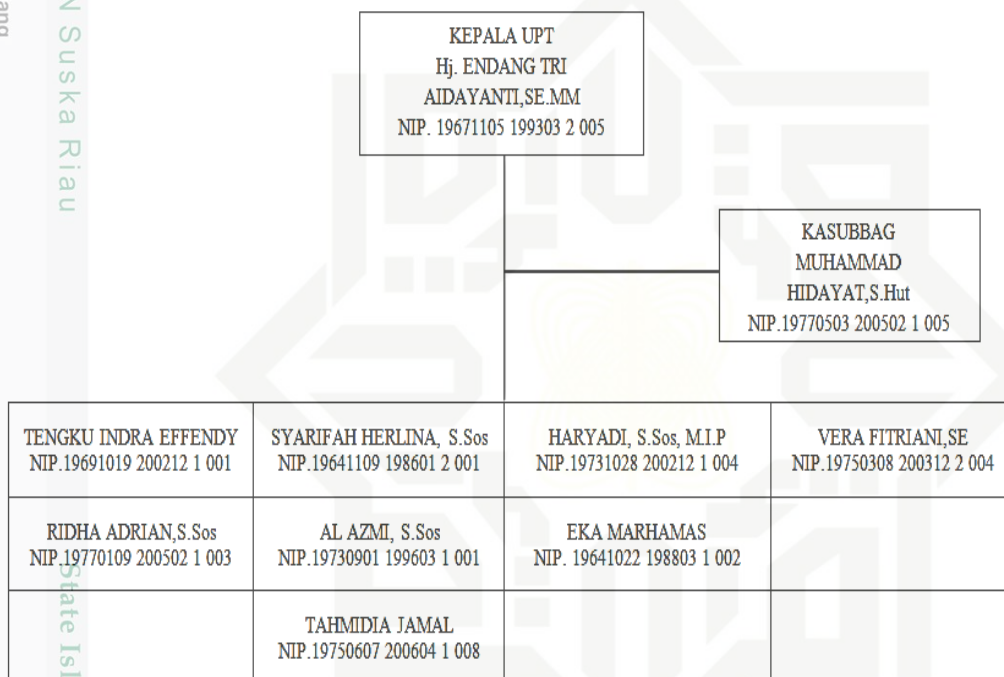 ang
N Suska Riau
KEPALA UPT
Hj. ENDANG TRI
AIDAYANTI,SE.MM
NIP. 19671105 199303 2 005
KASUBBAG
MUHAMMAD
HIDAYAT,S.Hut
NIP.19770503 200502 1 005
TENGKU INDRA EFFENDY
NIP.19691019 200212 1 001
SYARIFAH HERLINA, S.Sos
NIP.19641109 198601 2 001
HARYADI, S.Sos, M.I.P
NIP.19731028 200212 1 004
VERA FITRIANI,SE
NIP.19750308 200312 2 004
RIDHA ADRIAN,S.Sos
NIP.19770109 200502 1 003
AL AZMI, S.Sos
NIP.19730901 199603 1 001
EKA MARHAMAS
NIP. 19641022 198803 1 002
TAHMIDIA JAMAL
NIP.19750607 200604 1 008
State Isl